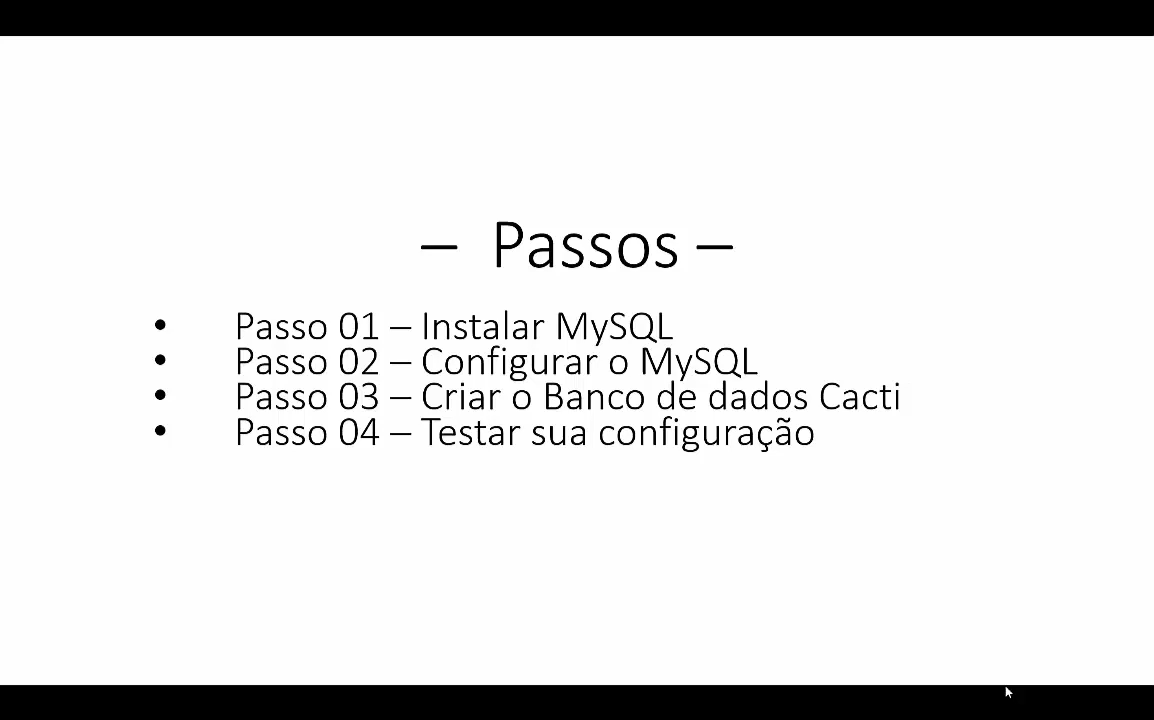 – Passos –
• Passo 01 – Instalar MySQL
• Passo 02 – Configurar o MySQL
• Passo 03 – Criar o Banco de dados Cacti
• Passo 04 – Testar sua configuração